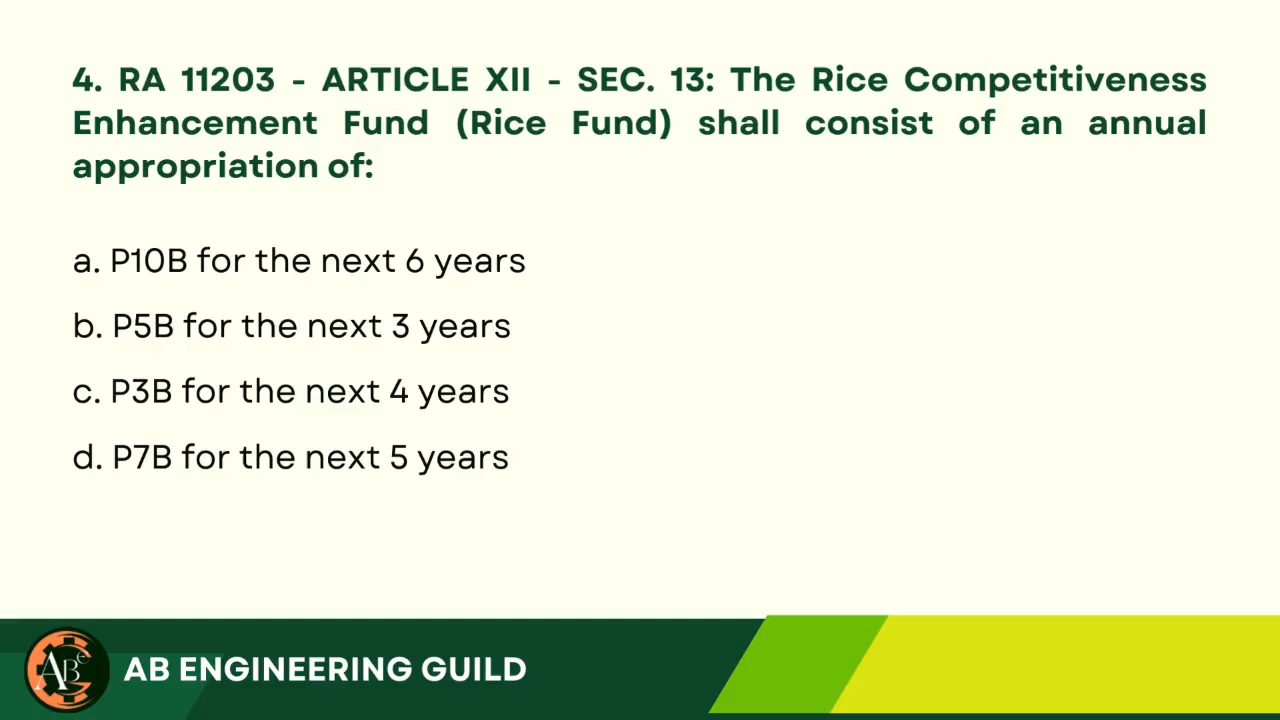 4. RA 11203 - ARTICLE XII - SEC. 13: The Rice Competitiveness
Enhancement Fund (Rice Fund) shall consist of an annual
appropriation of:
a. P10B for the next 6 years
b. P5B for the next 3 years
c. P3B for the next 4 years
d. P7B for the next 5 years
ABe
AB ENGINEERING GUILD